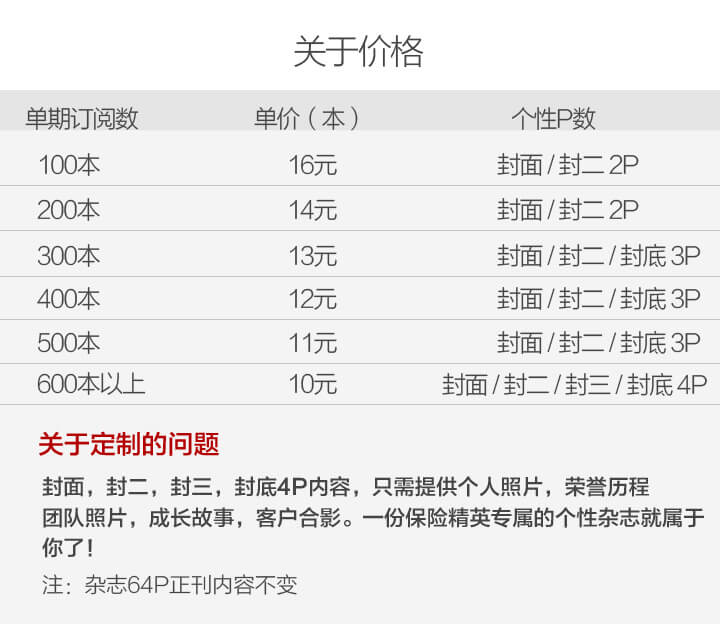 关于价格
单期订阅数 单价（本） 个性P数
100本 16元 封面/封二 2P
200本 14元 封面/封二 2P
300本 13元 封面/封二/封底 3P
400本 12元 封面/封二/封底 3P
500本 11元 封面/封二/封底 3P
600本以上 10元 封面/封二/封三/封底 4P
关于定制的问题
封面，封二，封三，封底4P内容，只需提供个人照片，荣誉历程
团队照片，成长故事，客户合影。一份保险精英专属的个性杂志就属于
你了！
注：杂志64P正刊内容不变